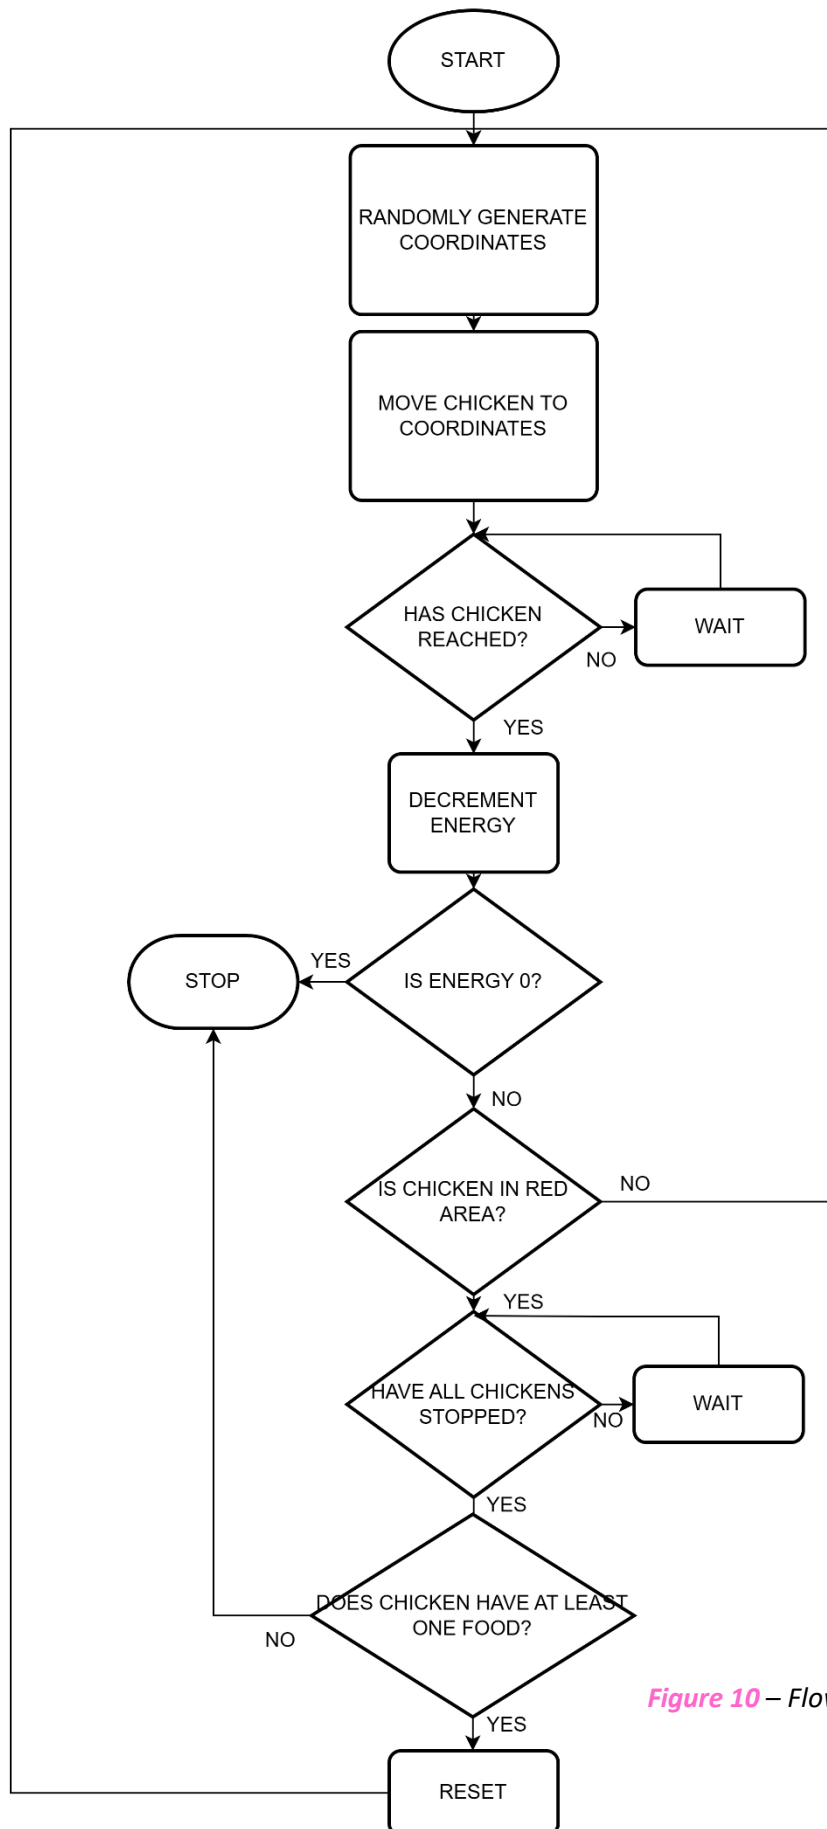 START
RANDOMLY GENERATE
COORDINATES
MOVE CHICKEN TO
COORDINATES
HAS CHICKEN
REACHED?
NO
WAIT
YES
DECREMENT
ENERGY
STOP
YES
IS ENERGY 0?
NO
IS CHICKEN IN RED
AREA?
NO
YES
HAVE ALL CHICKENS
STOPPED?
NO
WAIT
YES
DOES CHICKEN HAVE AT LEAST
ONE FOOD?
NO
Figure 10 –
YES
RESET